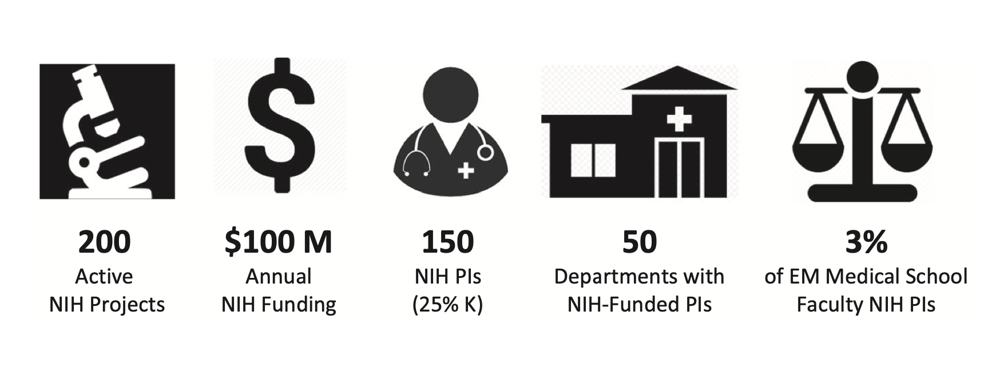 200
Active
NIH Projects
$100 M
Annual
NIH Funding
150
NIH PIs
(25% K)
50
Departments with
NIH-Funded PIs
3%
of EM Medical School
Faculty NIH PIs